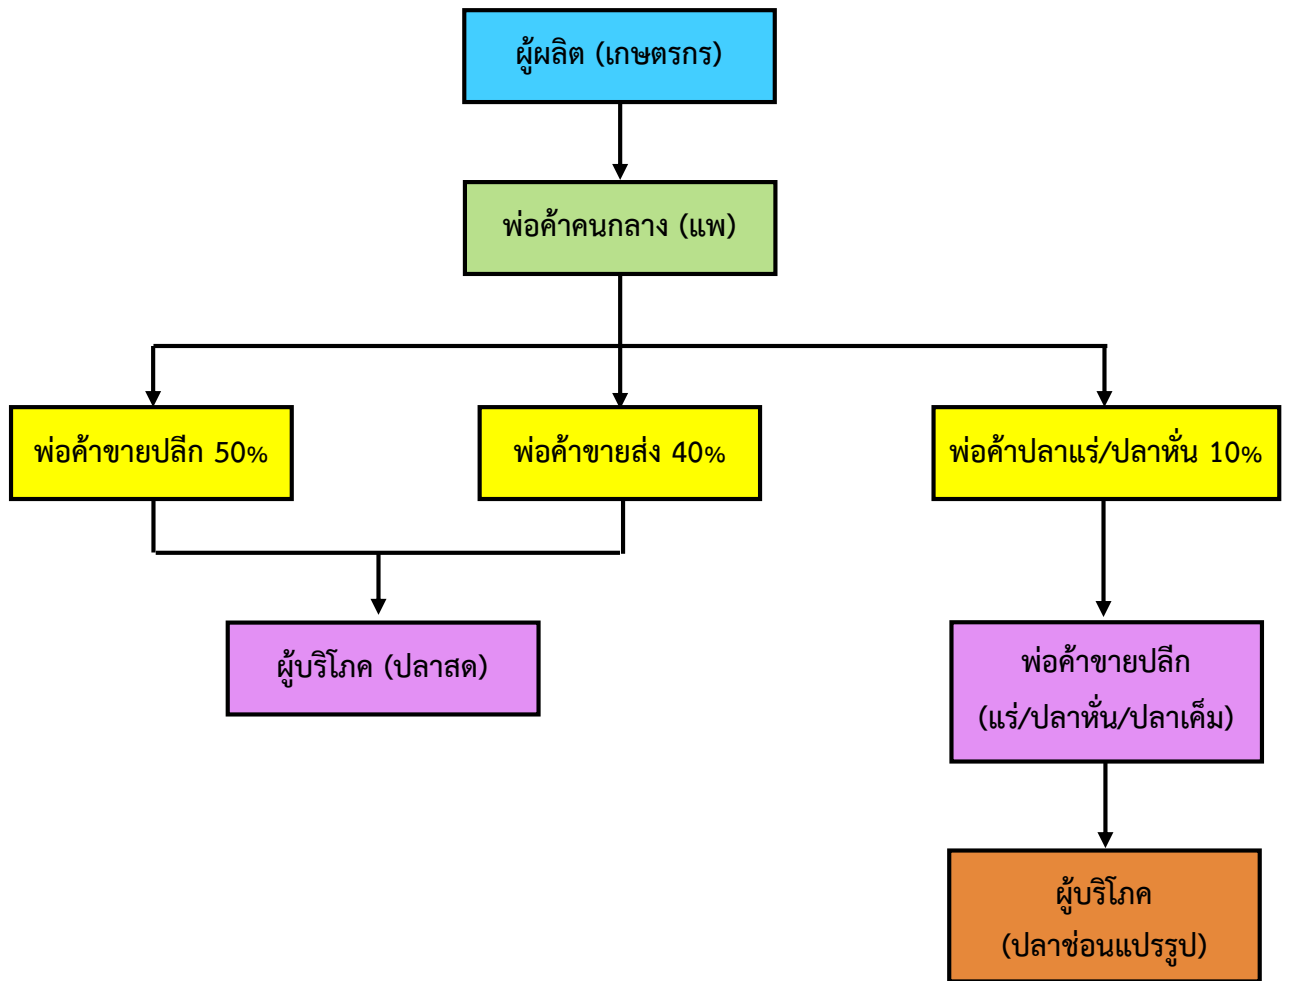 ผู้ผลิต (เกษตรกร)
พ่อค้าคนกลาง (แพ)
พ่อค้าขายปลีก 50%
พ่อค้าขายส่ง 40%
พ่อค้าปลาแร่/ปลาหั่น 10%
ผู้บริโภค (ปลาสด)
พ่อค้าขายปลีก
(แร่/ปลาหั่น/ปลาเค็ม)
ผู้บริโภค
(ปลาช่อนแปรรูป)